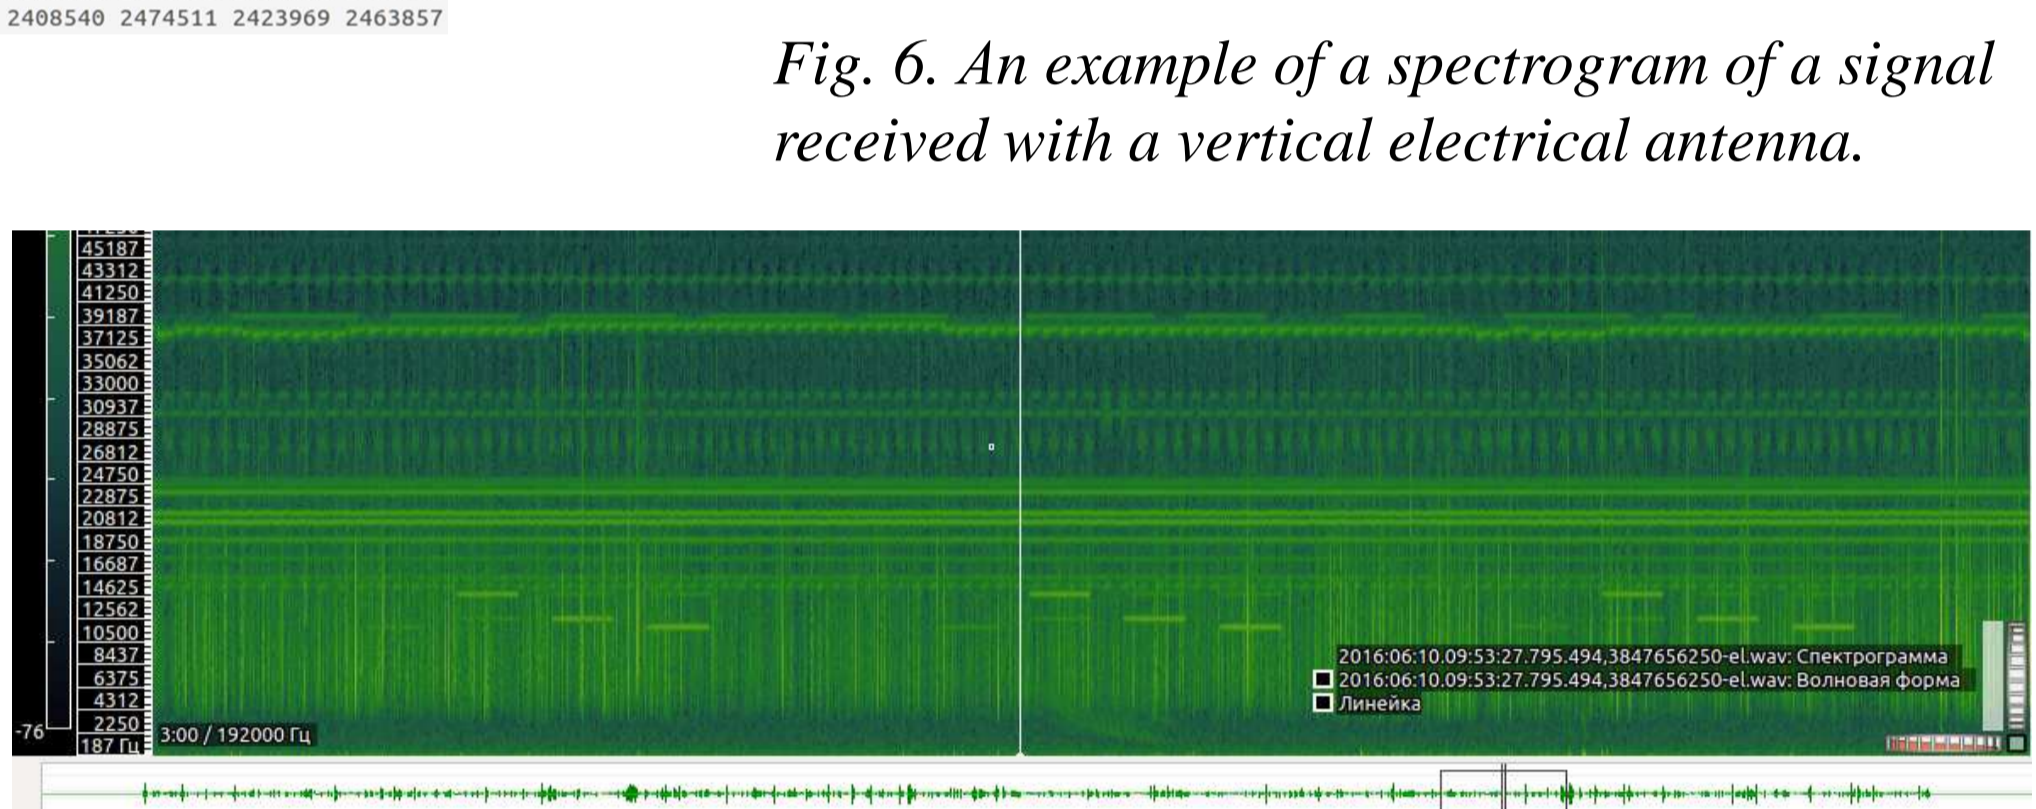 2408540 2474511 2423969 2463857
Fig. 6. An example of a spectrogram of a signal
received with a vertical electrical antenna.
45187
43312
41250
39187
37125
35062
33000
30937
28875
26812
24750
22875
20812
18750
16687
14625
12562
10500
8437
6375
4312
2250
187 Гц
-76
3:00 / 192000 Гц
2016:06:10.09:53:27.795.494,3847656250-el.wav: Спектрограмма
2016:06:10.09:53:27.795.494,3847656250-el.wav: Волновая форма
Линейка